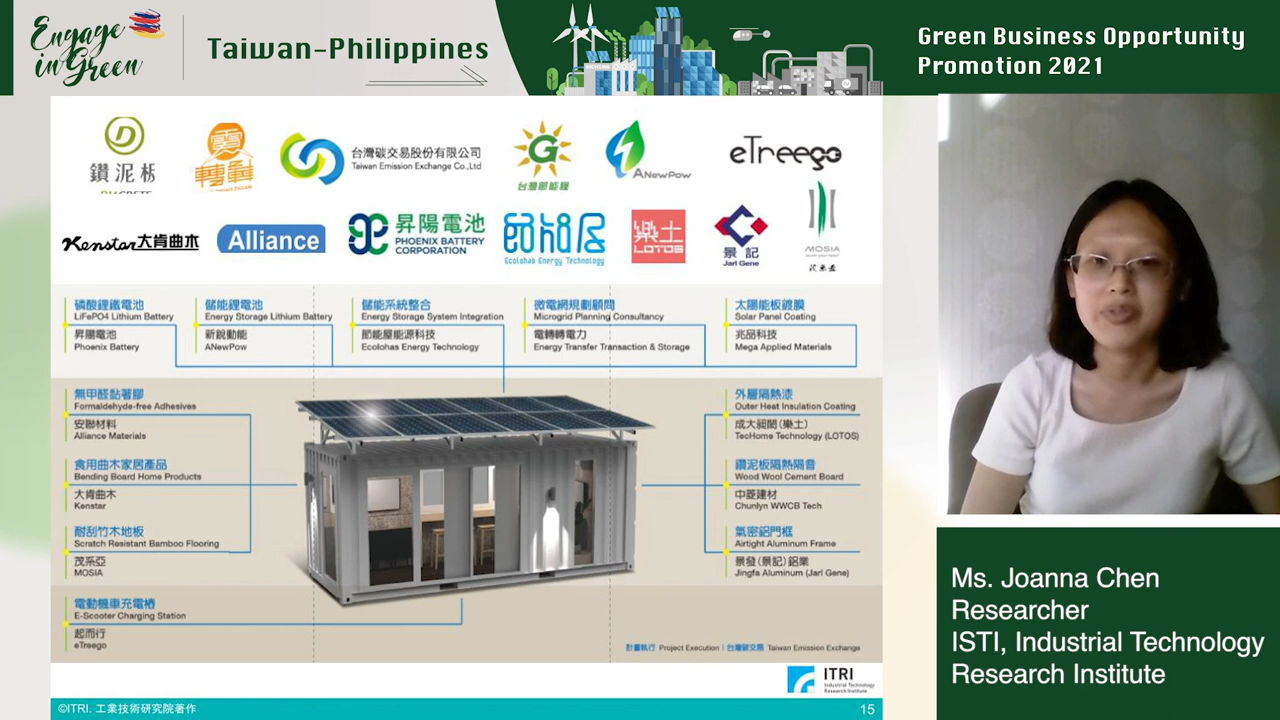 Engage in Green
Taiwan-Philippines
Green Business Opportunity
Promotion 2021
D
鑽泥板
G
台灣碳交易股份有限公司
Taiwan Emission Exchange Co.,Ltd
台灣節能膜
ANewPow
eTreego
Kenstar大肯曲木
Alliance
昇陽電池
PHOENIX BATTERY
CORPORATION
節能屋
Ecolohas Energy Technology
樂土
LOTOS
景記
Jarl Gene
MOSIA
磷酸鋰鐵電池
LiFePO4 Lithium Battery
昇陽電池
Phoenix Battery
儲能鋰電池
Energy Storage Lithium Battery
新銳動能
ANewPow
儲能系統整合
Energy Storage System Integration
節能屋能源科技
Ecolohas Energy Technology
微電網規劃顧問
Microgrid Planning Consultancy
電轉轉電力
Energy Transfer Transaction & Storage
太陽能板鍍膜
Solar Panel Coating
兆品科技
Mega Applied Materials
無甲醛黏著膠
Formaldehyde-free Adhesives
安聯材料
Alliance Materials
食用曲木家居產品
Bending Board Home Products
大肯曲木
Kenstar
耐刮竹木地板
Scratch Resistant Bamboo Flooring
茂系亞
MOSIA
電動機車充電樁
E-Scooter Charging Station
起而行
eTreego
外層隔熱漆
Outer Heat Insulation Coating
成大昶閎(樂土)
TecHome Technology (LOTOS)
鑽泥板隔熱隔音
Wood Wool Cement Board
中菱建材
Chunlyn WWCB Tech
氣密鋁門框
Airtight Aluminum Frame
景發(景記)鋁業
Jingfa Aluminum (Jarl Gene)
計畫執行 Project Execution | 台灣碳交易 Taiwan Emission Exchange
ITRI
Industrial Technology
Research Institute
©ITRI. 工業技術研究院著作
15
Ms. Joanna Chen
Researcher
ISTI, Industrial Technology
Research Institute